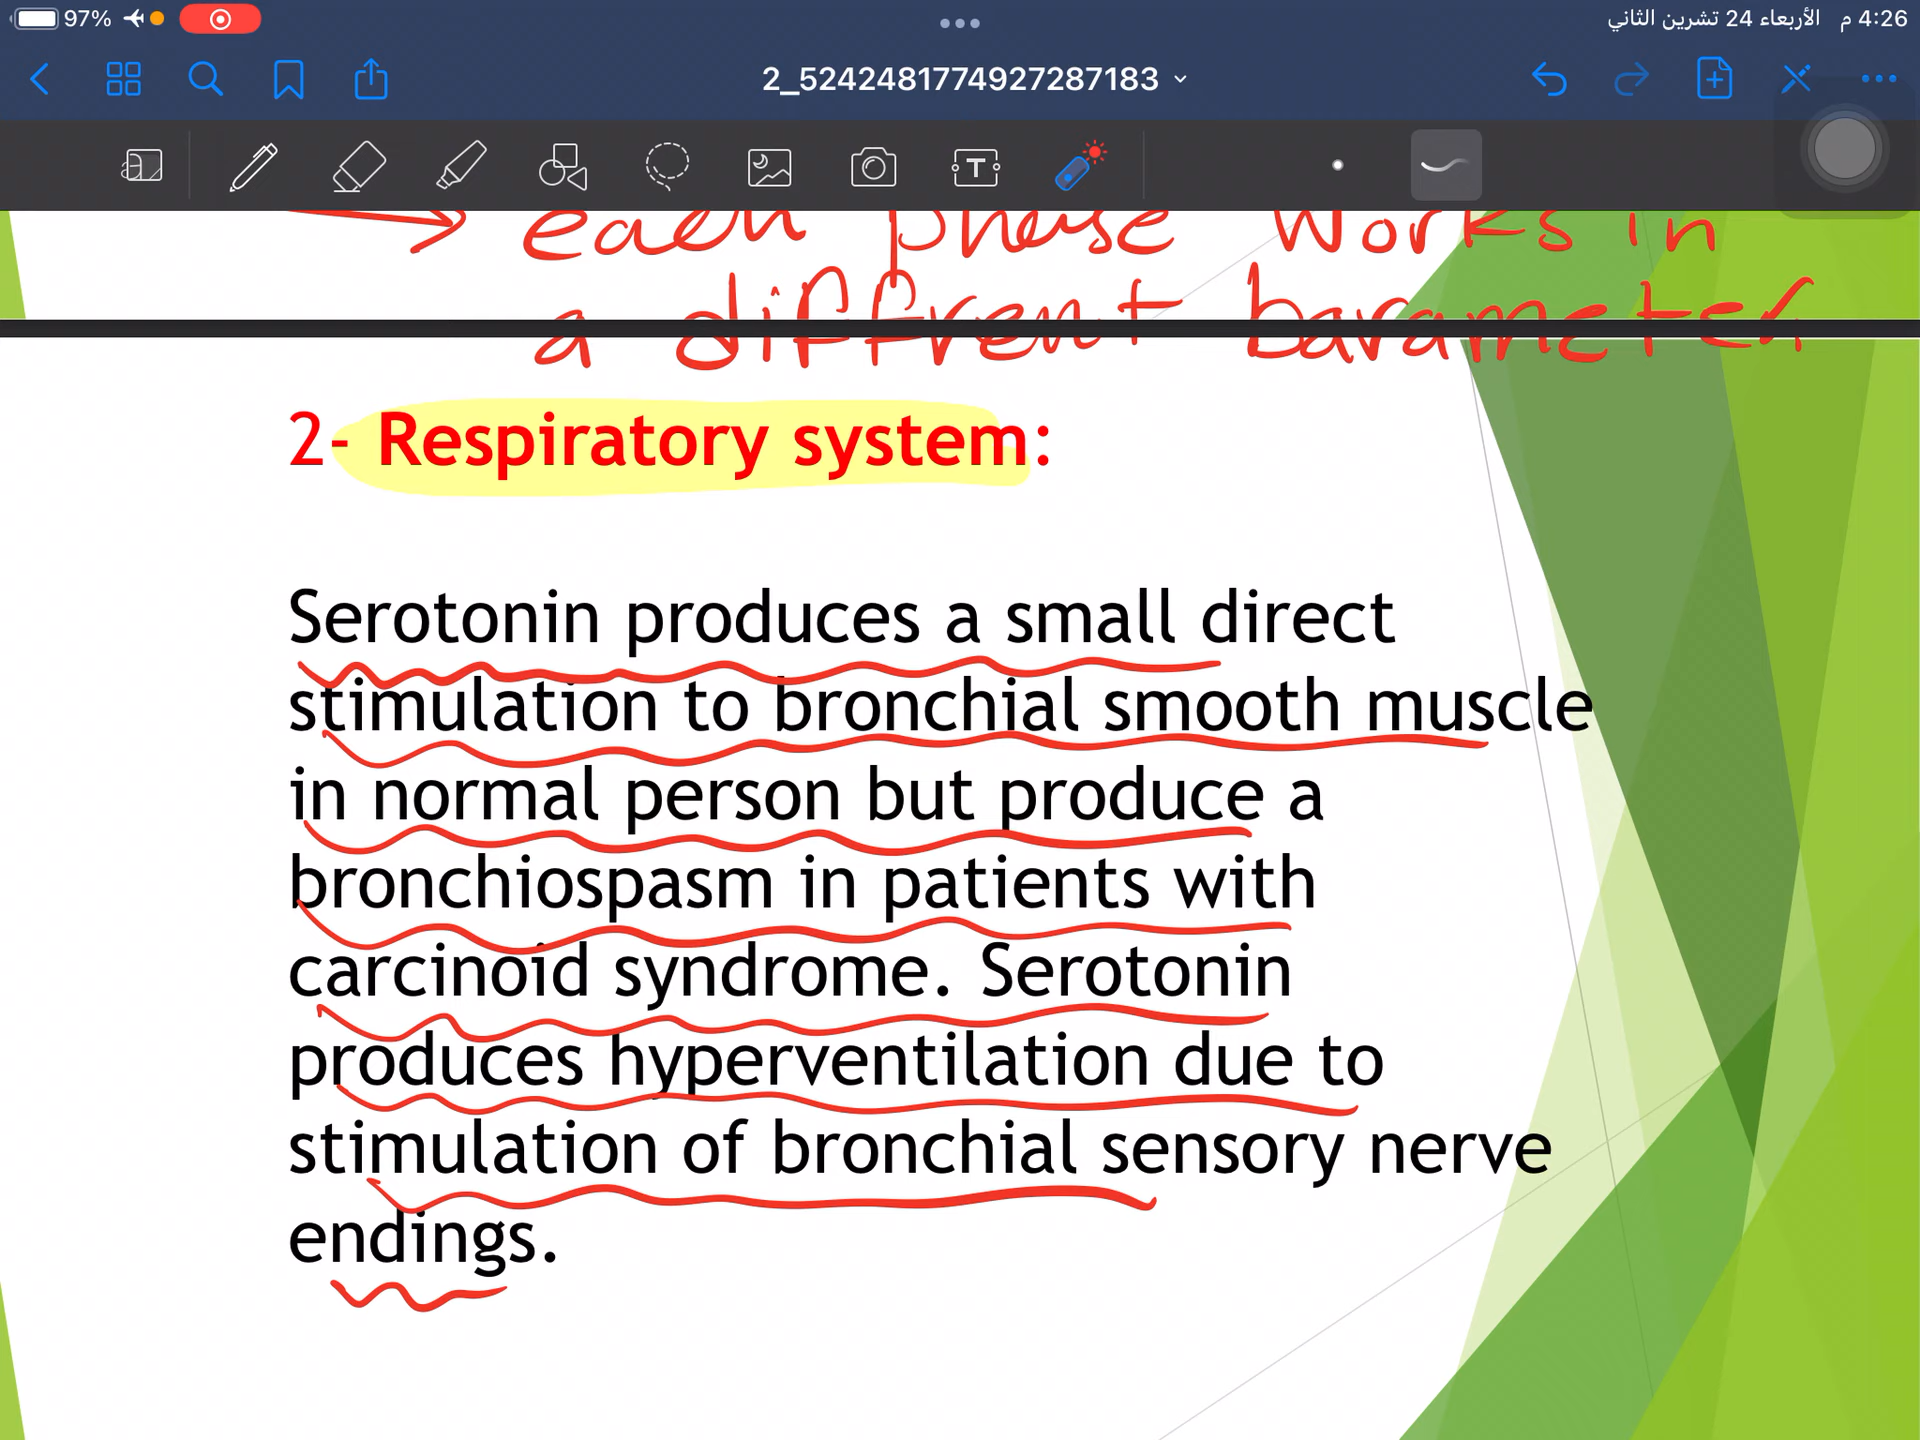 97%
4:26 م الأربعاء 24 تشرين الثاني
2_5242481774927287183
T
each phase works in
a diffrent barameter
2- Respiratory system:
Serotonin produces a small direct
stimulation to bronchial smooth muscle
in normal person but produce a
bronchiospasm in patients with
carcinoid syndrome. Serotonin
produces hyperventilation due to
stimulation of bronchial sensory nerve
endings.